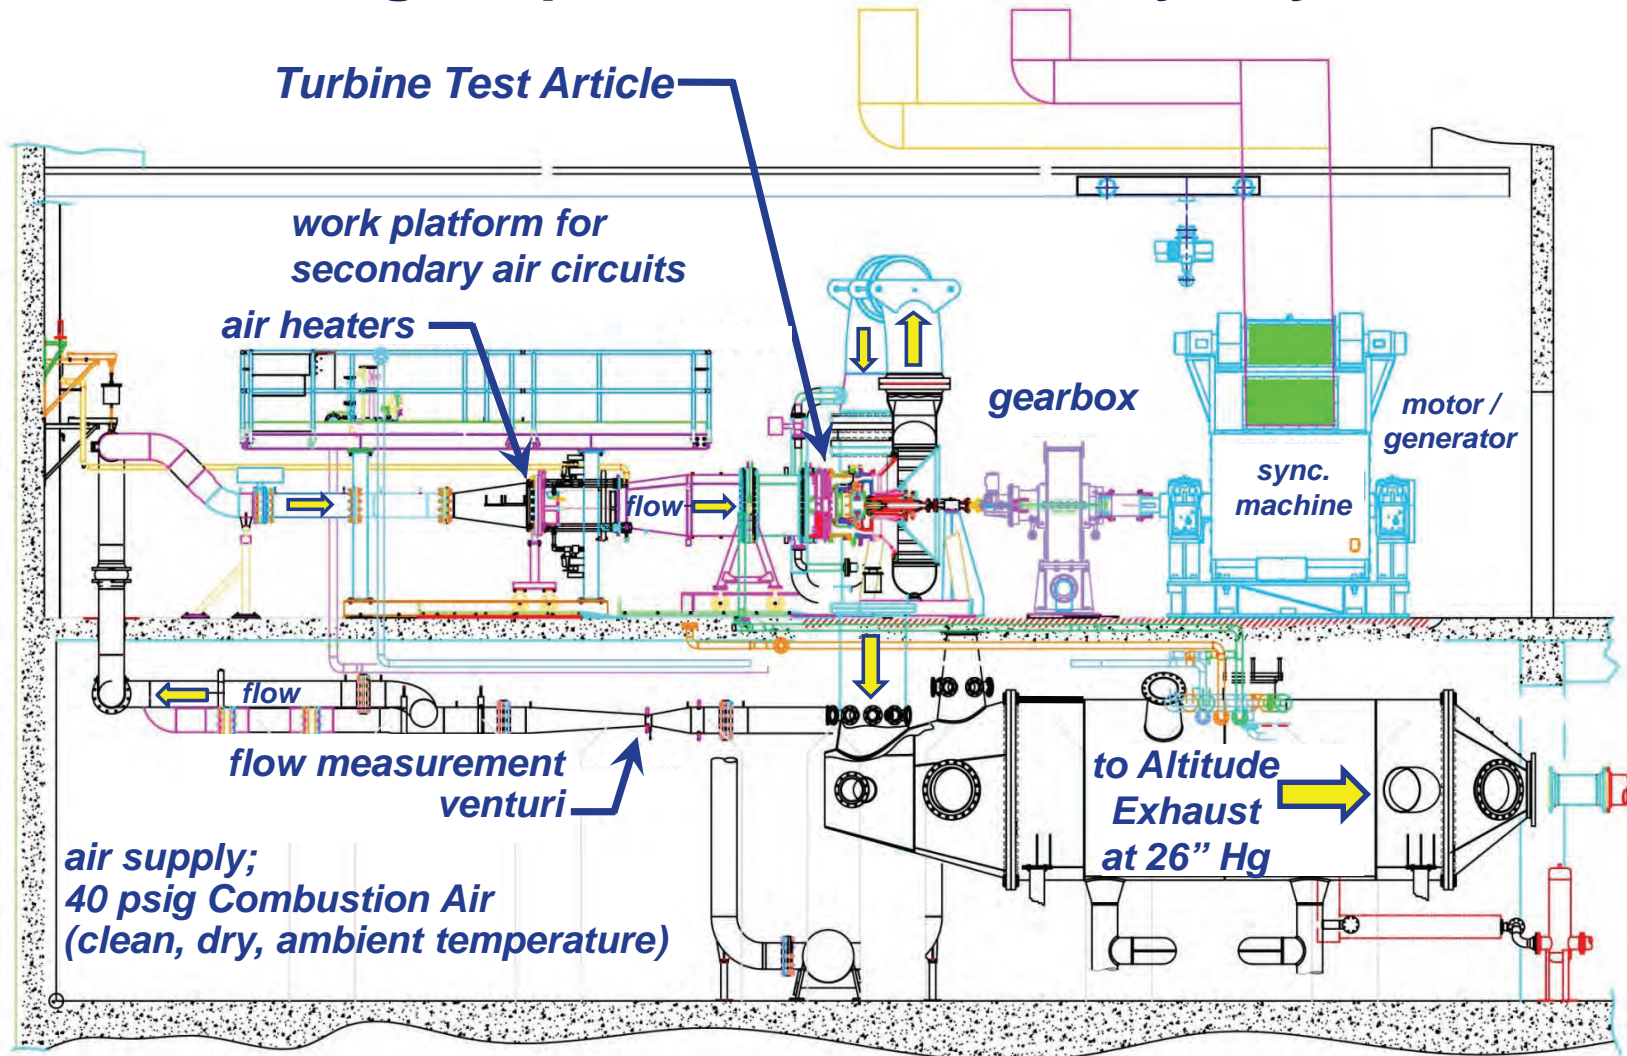 Turbine Test Article
work platform for
secondary air circuits
air heaters
gearbox
motor /
generator
sync.
machine
flow
flow
flow measurement
venturi
to Altitude
Exhaust
at 26” Hg
air supply;
40 psig Combustion Air
(clean, dry, ambient temperature)